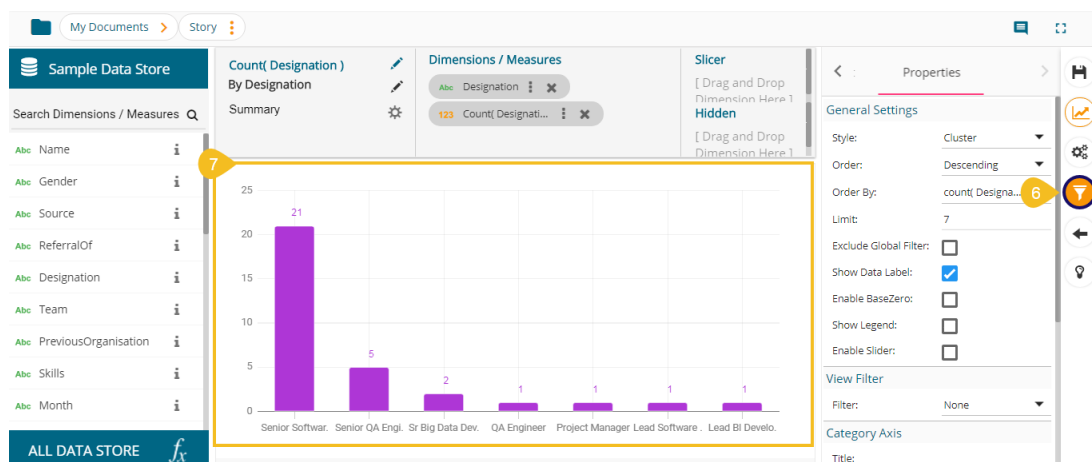 My Documents
Story
Sample Data Store
Search Dimensions / Measures
Abc Name i
Abc Gender i
Abc Source i
Abc ReferralOf i
Abc Designation i
Abc Team i
Abc PreviousOrganisation i
Abc Skills i
Abc Month i
ALL DATA STORE fx
Count( Designation )
By Designation
Summary
Dimensions / Measures
Abc Designation
123 Count( Designati...
Slicer
[ Drag and Drop
Dimension Here ]
Hidden
[ Drag and Drop
Dimension Here ]
7
25
20
15
10
5
0
21
5
2
1
1
1
1
Senior Softwar. Senior QA Engi. Sr Big Data Dev. QA Engineer Project Manager Lead Software . Lead BI Develo.
< : Properties >
General Settings
Style: Cluster
Order: Descending
Order By: count( Designa...
6
Limit: 7
Exclude Global Filter:
Show Data Label:
Enable BaseZero:
Show Legend:
Enable Slider:
View Filter
Filter: None
Category Axis
Title: